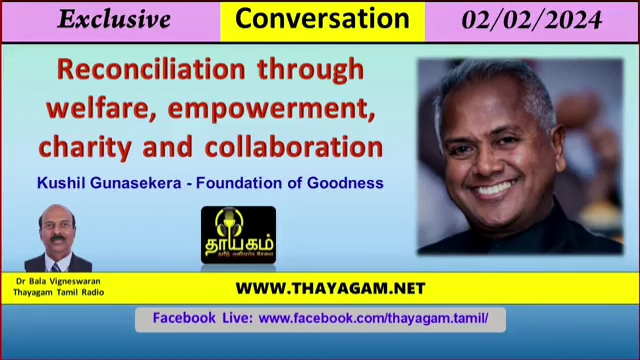 Exclusive
Conversation
02/02/2024
Reconciliation through
welfare, empowerment,
charity and collaboration
Kushil Gunasekera - Foundation of Goodness
தாயகம்
Dr Bala Vigneswaran
Thayagam Tamil Radio
WWW.THAYAGAM.NET
Facebook Live: www.facebook.com/thayagam.tamil/